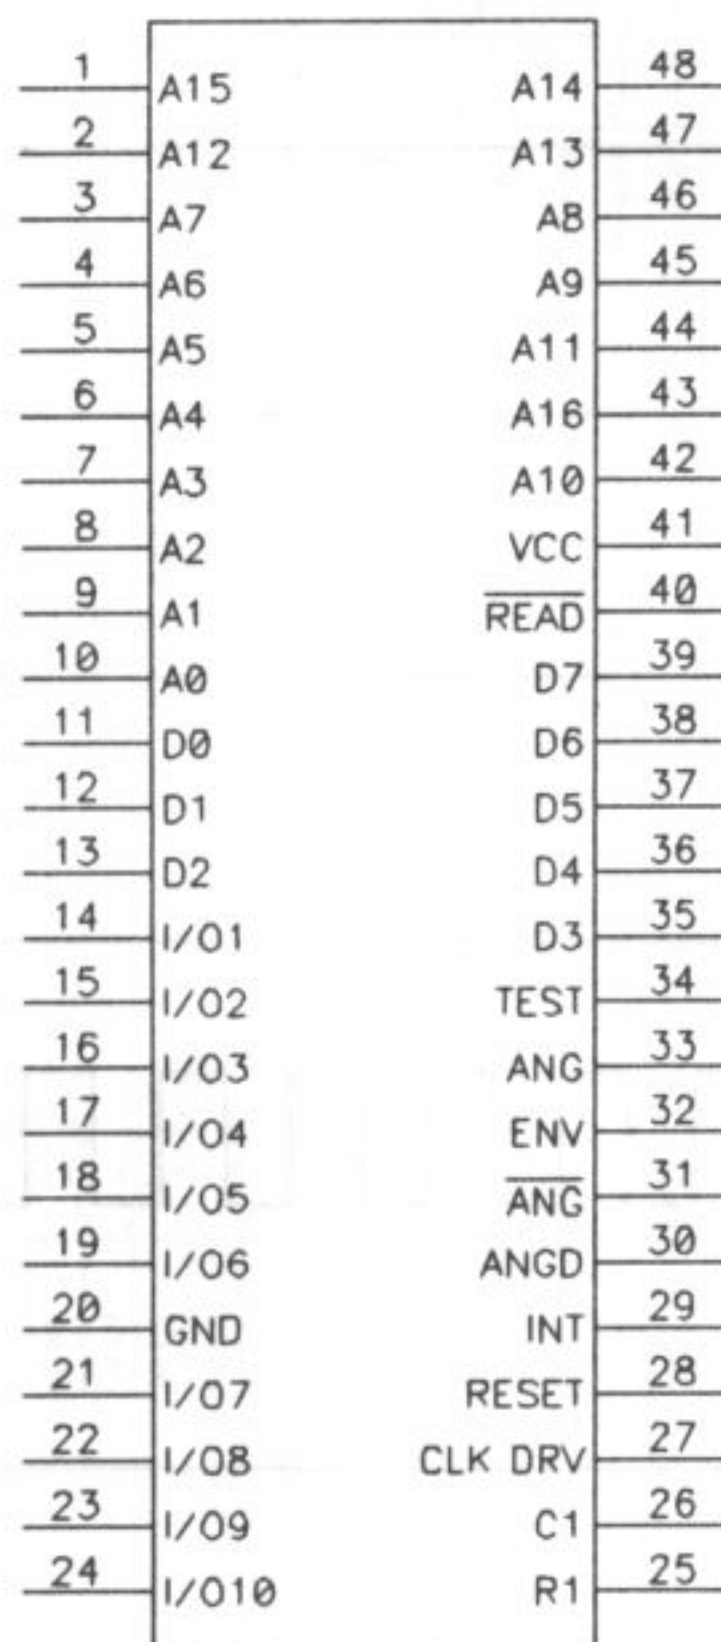 1 A15 A14 48
2 A12 A13 47
3 A7 A8 46
4 A6 A9 45
5 A5 A11 44
6 A4 A16 43
7 A3 A10 42
8 A2 VCC 41
9 A1 READ 40
10 A0 D7 39
11 D0 D6 38
12 D1 D5 37
13 D2 D4 36
14 I/O1 D3 35
15 I/O2 TEST 34
16 I/O3 ANG 33
17 I/O4 ENV 32
18 I/O5 ANG 31
19 I/O6 ANGD 30
20 GND INT 29
21 I/O7 RESET 28
22 I/O8 CLK DRV 27
23 I/O9 C1 26
24 I/O10 R1 25